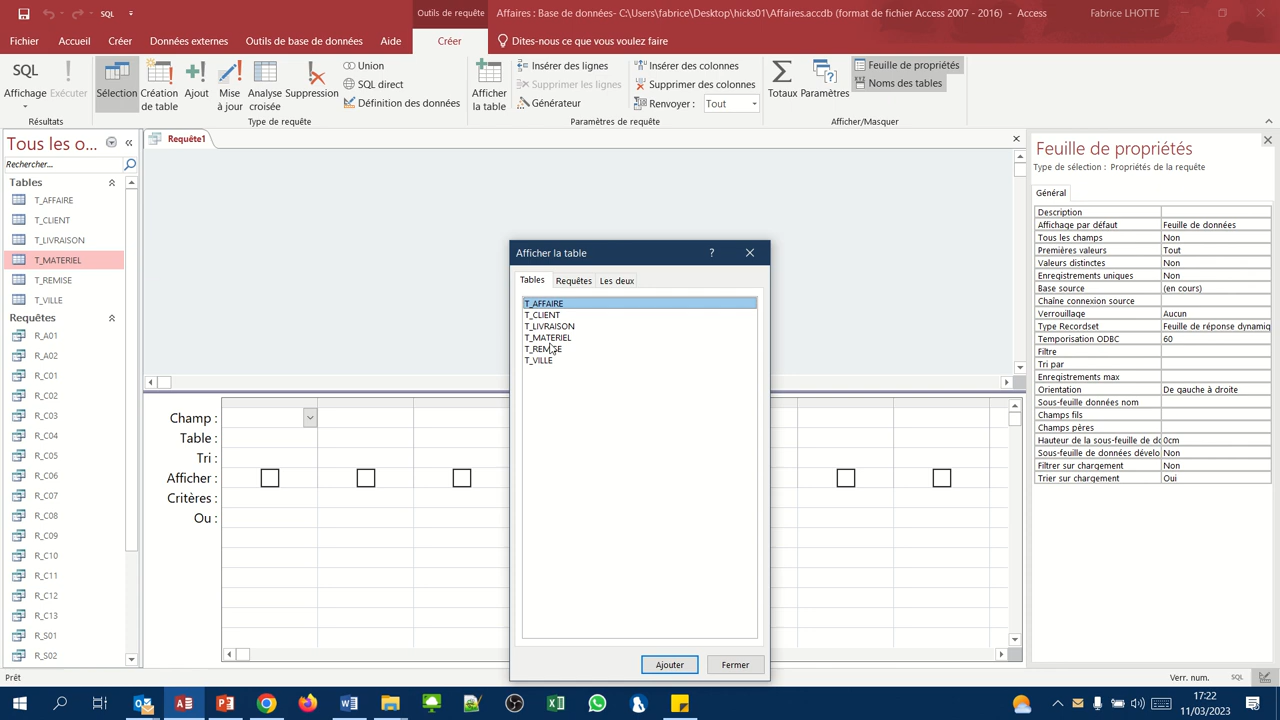 SQL
Outils de requête
Affaires : Base de données- C:\Users\fabrice\Desktop\hicks01\Affaires.accdb (format de fichier Access 2007 - 2016) - Access
Fabrice LHOTTE
Fichier
Accueil
Créer
Données externes
Outils de base de données
Aide
Créer
Dites-nous ce que vous voulez faire
SQL
Affichage
Exécuter
Résultats
Sélection
Création de table
Ajout
Mise à jour
Analyse croisée
Suppression
Union
SQL direct
Définition des données
Type de requête
Afficher la table
Insérer des lignes
Supprimer les lignes
Générateur
Insérer des colonnes
Supprimer des colonnes
Renvoyer : Tout
Paramètres de requête
Totaux
Paramètres
Feuille de propriétés
Noms des tables
Afficher/Masquer
Tous les o...
Rechercher...
Tables
T_AFFAIRE
T_CLIENT
T_LIVRAISON
T_MATERIEL
T_REMISE
T_VILLE
Requêtes
R_A01
R_A02
R_C01
R_C02
R_C03
R_C04
R_C05
R_C06
R_C07
R_C08
R_C09
R_C10
R_C11
R_C12
R_C13
R_S01
R_S02
Requête1
Champ :
Table :
Tri :
Afficher :
Critères :
Ou :
Afficher la table
?
Tables
Requêtes
Les deux
T_AFFAIRE
T_CLIENT
T_LIVRAISON
T_MATERIEL
T_REMISE
T_VILLE
Ajouter
Fermer
Feuille de propriétés
Type de sélection : Propriétés de la requête
Général
Description
Affichage par défaut Feuille de données
Tous les champs Non
Premières valeurs Tout
Valeurs distinctes Non
Enregistrements uniques Non
Base source (en cours)
Chaîne connexion source
Verrouillage Aucun
Type Recordset Feuille de réponse dynamiq
Temporisation ODBC 60
Filtre
Tri par
Enregistrements max
Orientation De gauche à droite
Sous-feuille données nom
Champs fils
Champs pères
Hauteur de la sous-feuille de do 0cm
Sous-feuille de données dévelo Non
Filtrer sur chargement Non
Trier sur chargement Oui
Prêt
Verr. num.
SQL
17:22
11/03/2023